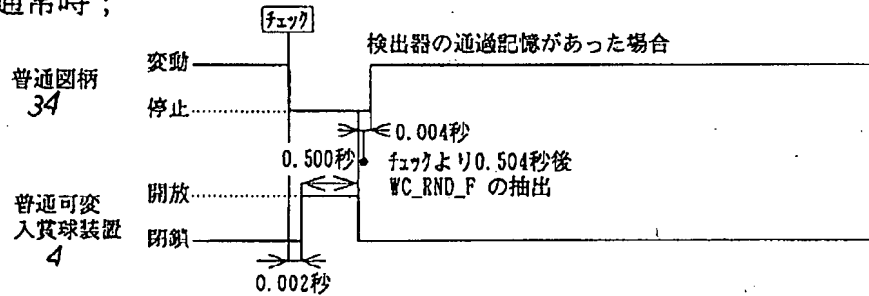 通常時；
チェック
検出器の通過記憶があった場合
変動
普通図柄
34
停止
0.004秒
0.500秒
チェックより0.504秒後
WC_RND_F の抽出
開放
普通可変
入賞球装置
4
閉鎖
0.002秒